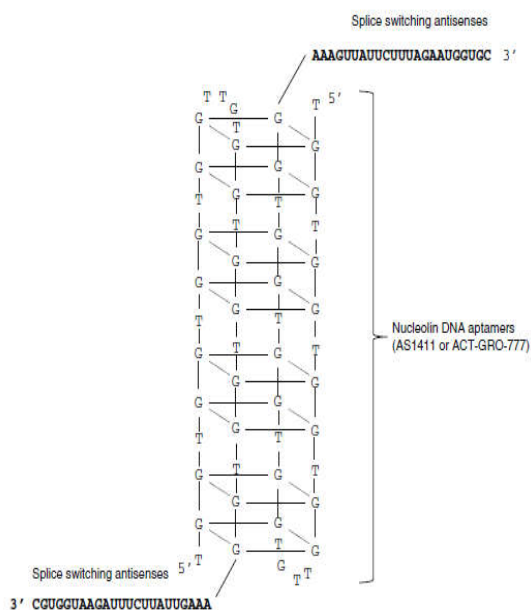 Splice switching antisenses
AAAGUUAUUCUUUAGAAUGGUGC 3’
T T T 5’
G
G T G
G G
G G
G G
T T
T T
G G
G G
G G
G G
T T
Nucleolin DNA aptamers
(AS1411 or ACT-GRO-777)
T T
G G
G G
G G
G G
T T
T T
G G
G G
G G
T
G G
5’ T G T T
Splice switching antisenses
3’ CGUGGUAAGAUUUCUUAUUGAAA